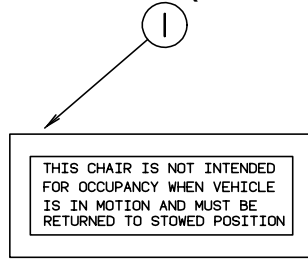 1
THIS CHAIR IS NOT INTENDED
FOR OCCUPANCY WHEN VEHICLE
IS IN MOTION AND MUST BE
RETURNED TO STOWED POSITION